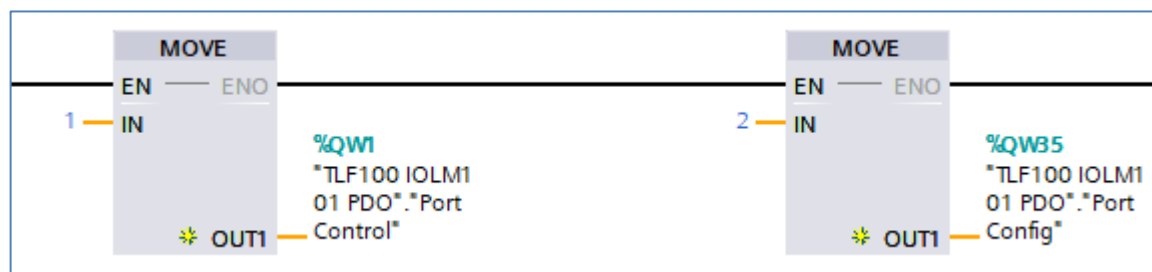 MOVE
EN ENO
1 IN
%QW1
"TLF100 IOLM1
01 PDO"."Port
Control"
OUT1
MOVE
EN ENO
2 IN
%QW35
"TLF100 IOLM1
01 PDO"."Port
Config"
OUT1